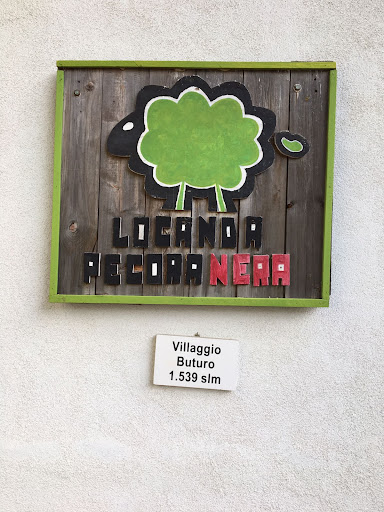 LOCANDA
PECORA NERA
Villaggio
Buturo
1.539 slm